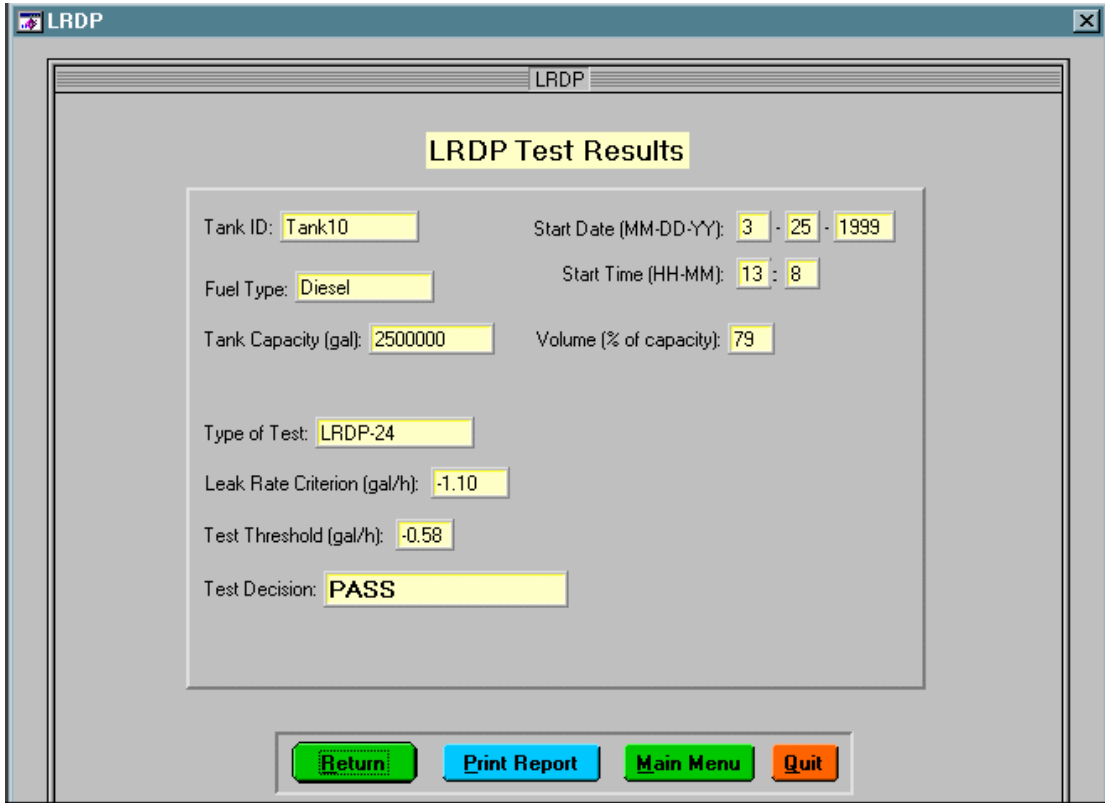 LRDP
LRDP
LRDP Test Results
Tank ID: Tank10 Start Date (MM-DD-YY): 3 - 25 - 1999
Start Time (HH-MM): 13 : 8
Fuel Type: Diesel
Tank Capacity (gal): 2500000 Volume (% of capacity): 79
Type of Test: LRDP-24
Leak Rate Criterion (gal/h): -1.10
Test Threshold (gal/h): -0.58
Test Decision: PASS
Return Print Report Main Menu Quit